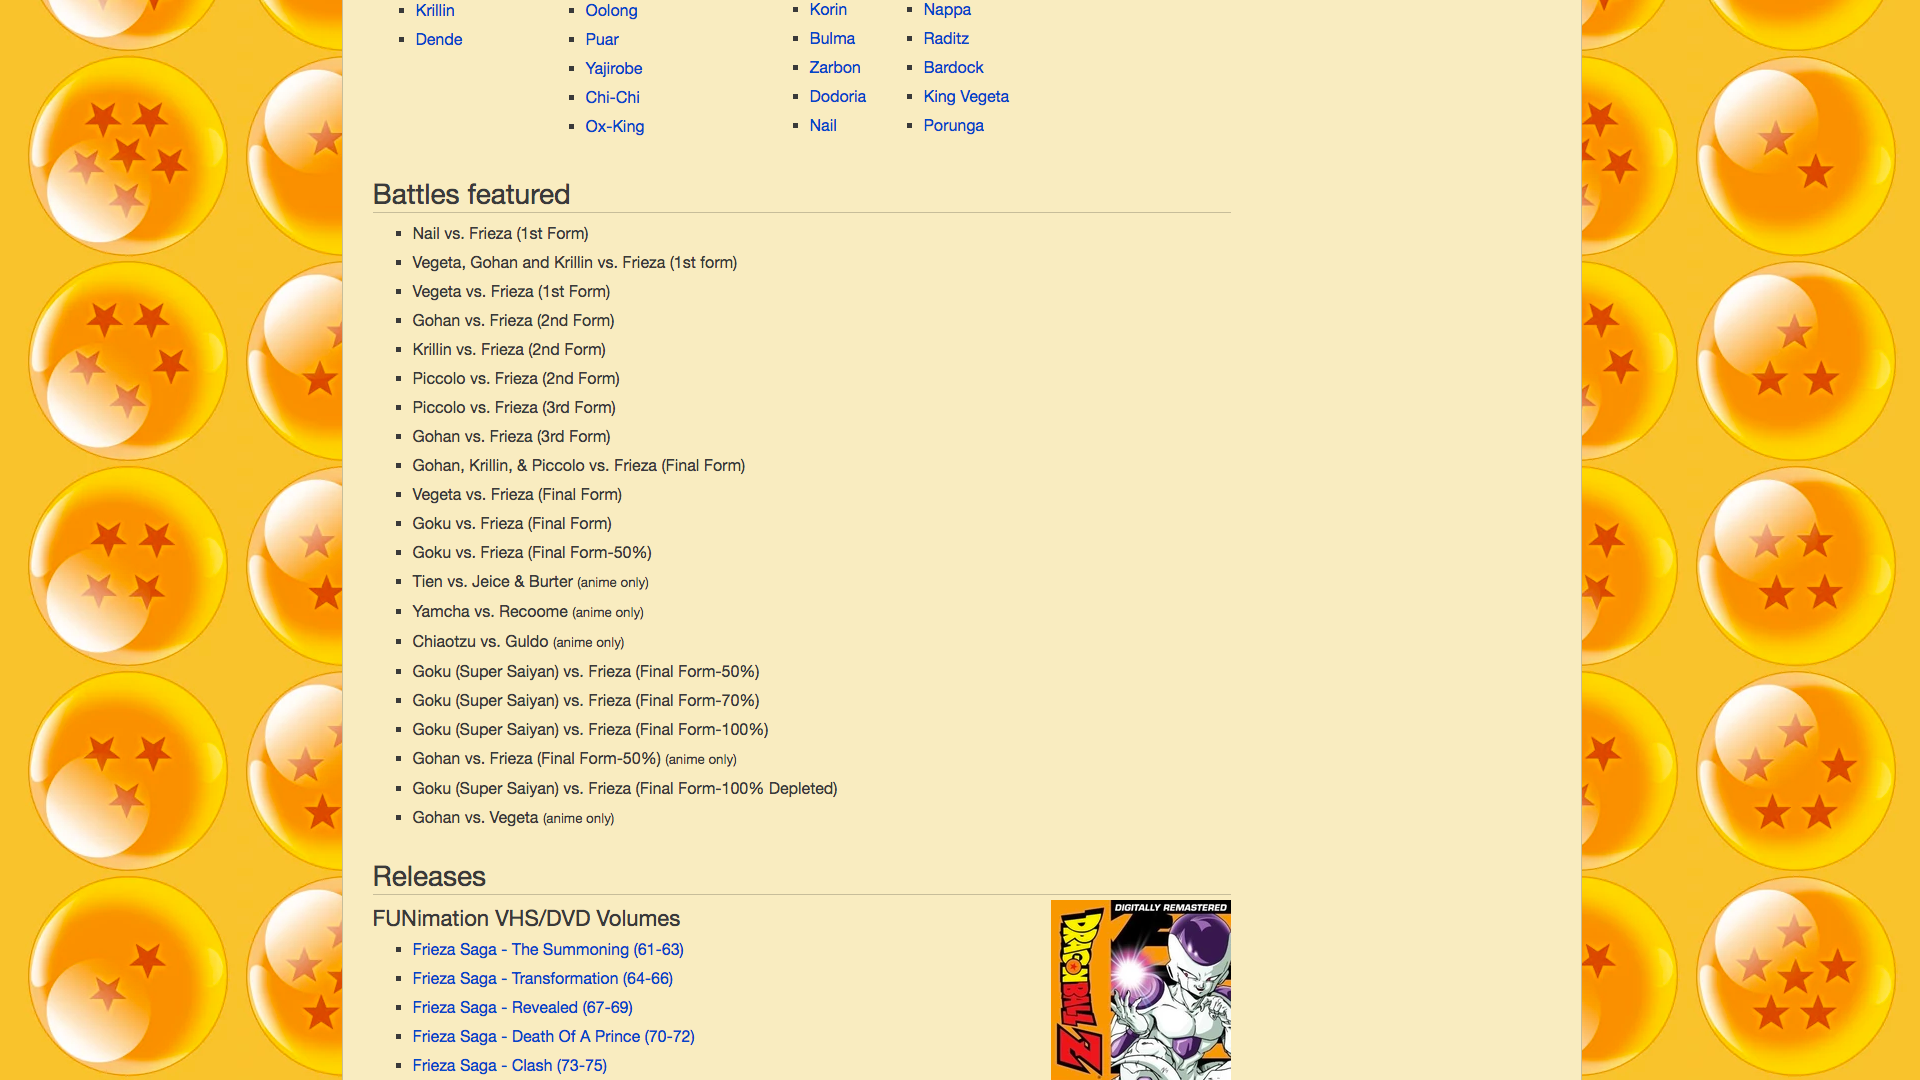 Krillin
Dende
Oolong
Puar
Yajirobe
Chi-Chi
Ox-King
Korin
Bulma
Zarbon
Dodoria
Nail
Nappa
Raditz
Bardock
King Vegeta
Porunga
Battles featured
Nail vs. Frieza (1st Form)
Vegeta, Gohan and Krillin vs. Frieza (1st form)
Vegeta vs. Frieza (1st Form)
Gohan vs. Frieza (2nd Form)
Krillin vs. Frieza (2nd Form)
Piccolo vs. Frieza (2nd Form)
Piccolo vs. Frieza (3rd Form)
Gohan vs. Frieza (3rd Form)
Gohan, Krillin, & Piccolo vs. Frieza (Final Form)
Vegeta vs. Frieza (Final Form)
Goku vs. Frieza (Final Form)
Goku vs. Frieza (Final Form-50%)
Tien vs. Jeice & Burter (anime only)
Yamcha vs. Recoome (anime only)
Chiaotzu vs. Guldo (anime only)
Goku (Super Saiyan) vs. Frieza (Final Form-50%)
Goku (Super Saiyan) vs. Frieza (Final Form-70%)
Goku (Super Saiyan) vs. Frieza (Final Form-100%)
Gohan vs. Frieza (Final Form-50%) (anime only)
Goku (Super Saiyan) vs. Frieza (Final Form-100% Depleted)
Gohan vs. Vegeta (anime only)
Releases
FUNimation VHS/DVD Volumes
Frieza Saga - The Summoning (61-63)
Frieza Saga - Transformation (64-66)
Frieza Saga - Revealed (67-69)
Frieza Saga - Death Of A Prince (70-72)
Frieza Saga - Clash (73-75)
DIGITALLY REMASTERED
DRAGON BALL Z